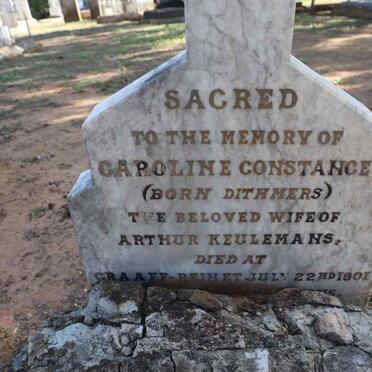 SACRED
TO THE MEMORY OF
CAROLINE CONSTANCE
(BORN DITHMERS)
THE BELOVED WIFE OF
ARTHUR KEULEMANS,
DIED AT
GRAAFF-REINET JULY 22ND 1901